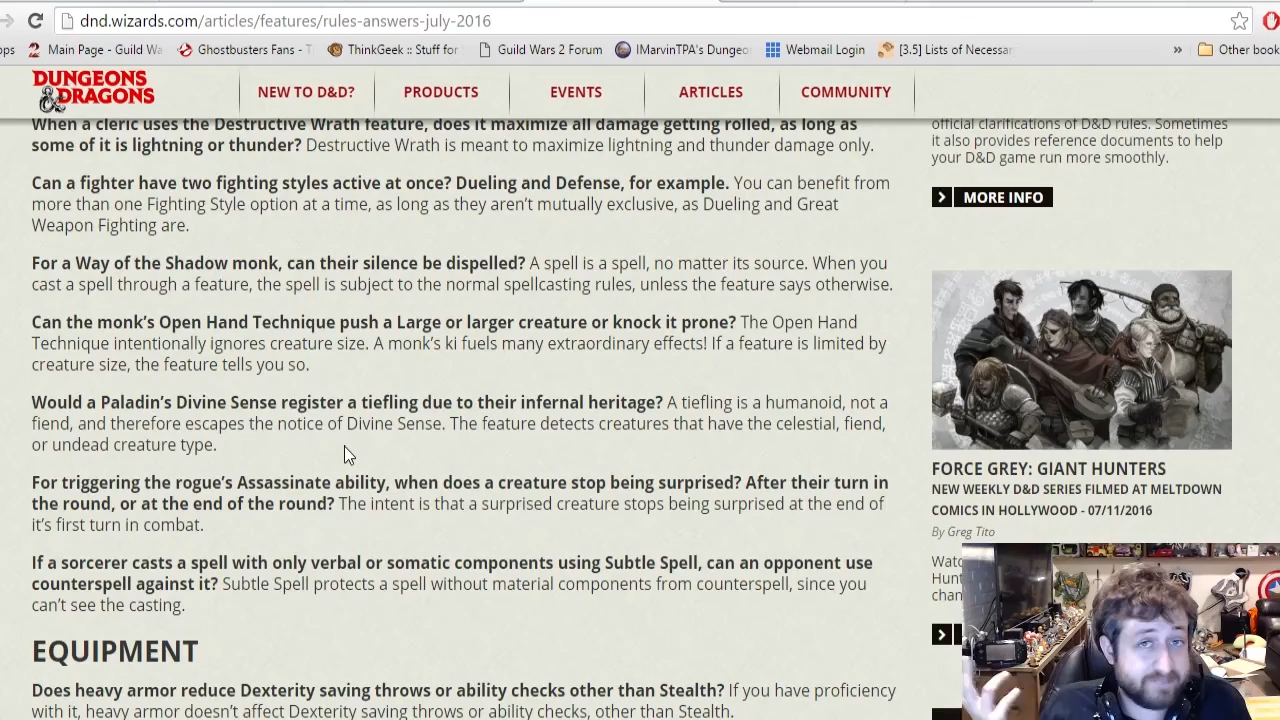 dnd.wizards.com/articles/features/rules-answers-july-2016
Main Page - Guild Wa
Ghostbusters Fans - T
ThinkGeek :: Stuff for
Guild Wars 2 Forum
IMarvinTPA's Dungeo
Webmail Login
[3.5] Lists of Necessar
»
Other book
DUNGEONS
& DRAGONS
NEW TO D&D?
PRODUCTS
EVENTS
ARTICLES
COMMUNITY
When a cleric uses the Destructive Wrath feature, does it maximize all damage getting rolled, as long as
some of it is lightning or thunder? Destructive Wrath is meant to maximize lightning and thunder damage only.
Can a fighter have two fighting styles active at once? Dueling and Defense, for example. You can benefit from
more than one Fighting Style option at a time, as long as they aren't mutually exclusive, as Dueling and Great
Weapon Fighting are.
For a Way of the Shadow monk, can their silence be dispelled? A spell is a spell, no matter its source. When you
cast a spell through a feature, the spell is subject to the normal spellcasting rules, unless the feature says otherwise.
Can the monk's Open Hand Technique push a Large or larger creature or knock it prone? The Open Hand
Technique intentionally ignores creature size. A monk's ki fuels many extraordinary effects! If a feature is limited by
creature size, the feature tells you so.
Would a Paladin's Divine Sense register a tiefling due to their infernal heritage? A tiefling is a humanoid, not a
fiend, and therefore escapes the notice of Divine Sense. The feature detects creatures that have the celestial, fiend,
or undead creature type.
For triggering the rogue's Assassinate ability, when does a creature stop being surprised? After their turn in
the round, or at the end of the round? The intent is that a surprised creature stops being surprised at the end of
it's first turn in combat.
If a sorcerer casts a spell with only verbal or somatic components using Subtle Spell, can an opponent use
counterspell against it? Subtle Spell protects a spell without material components from counterspell, since you
can't see the casting.
EQUIPMENT
Does heavy armor reduce Dexterity saving throws or ability checks other than Stealth? If you have proficiency
with it, heavy armor doesn't affect Dexterity saving throws or ability checks, other than Stealth.
official clarifications of D&D rules. Sometimes
it also provides reference documents to help
your D&D game run more smoothly.
MORE INFO
FORCE GREY: GIANT HUNTERS
NEW WEEKLY D&D SERIES FILMED AT MELTDOWN
COMICS IN HOLLYWOOD - 07/11/2016
By Greg Tito
Watc
Hunt
chan